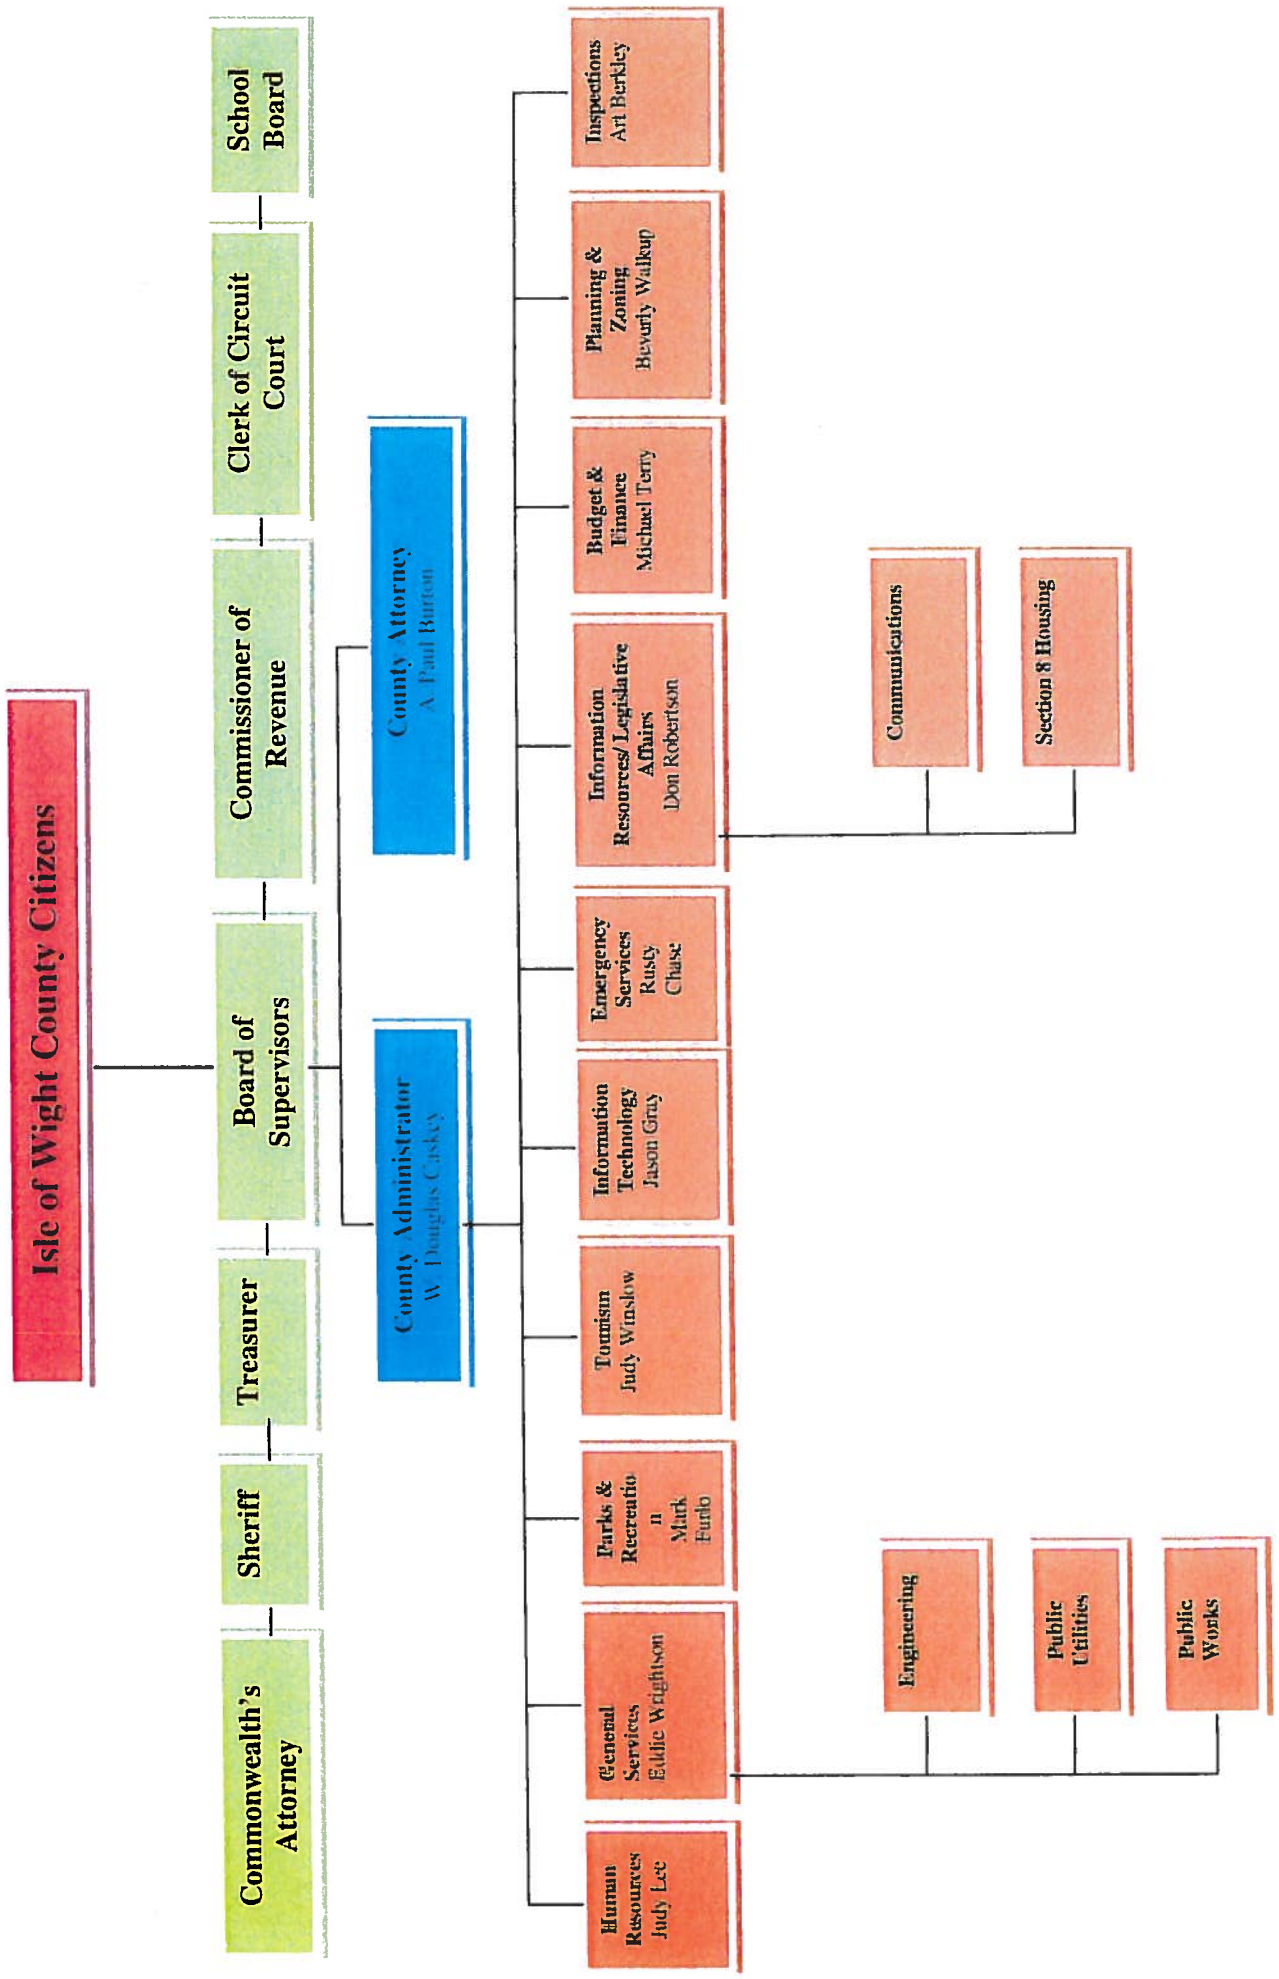 Isle of Wight County Citizens
Commonwealth's
Attorney
Sheriff
Treasurer
Board of
Supervisors
Commissioner of
Revenue
Clerk of Circuit
Court
School
Board
County Administrator
W. Douglas Caskey
County Attorney
A. Paul Burton
Human
Resources
Judy Lee
General
Services
Eddie Wrightson
Parks &
Recreatio
n
Mark
Furlo
Tourism
Judy Winslow
Information
Technology
Jason Gray
Emergency
Services
Rusty
Chase
Information
Resources/ Legislative
Affairs
Don Robertson
Budget &
Finance
Michael Terry
Planning &
Zoning
Beverly Walkup
Inspections
Art Berkley
Engineering
Public
Utilities
Public
Works
Communications
Section 8 Housing